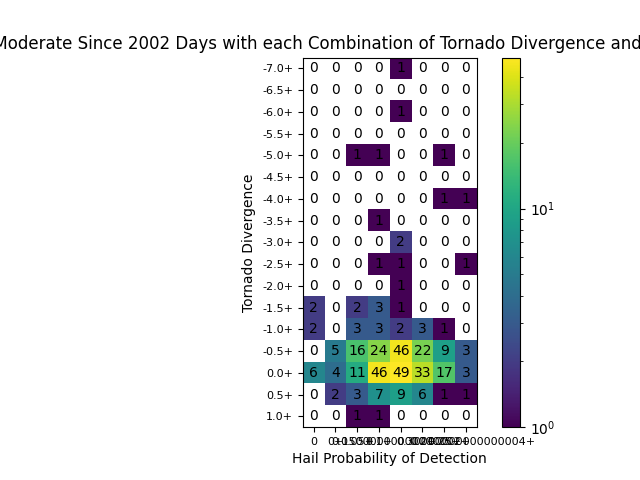 Moderate Since 2002 Days with each Combination of Tornado Divergence and
-7.0+ 0 0 0 0 1 0 0 0
-6.5+ 0 0 0 0 0 0 0 0
-6.0+ 0 0 0 0 1 0 0 0
-5.5+ 0 0 0 0 0 0 0 0
-5.0+ 0 0 1 1 0 0 1 0
-4.5+ 0 0 0 0 0 0 0 0
-4.0+ 0 0 0 0 0 0 1 1
-3.5+ 0 0 0 1 0 0 0 0
-3.0+ 0 0 0 0 2 0 0 0
-2.5+ 0 0 0 1 1 0 0 1
-2.0+ 0 0 0 0 1 0 0 0
-1.5+ 2 0 2 3 1 0 0 0
-1.0+ 2 0 3 3 2 3 1 0
-0.5+ 0 5 16 24 46 22 9 3
0.0+ 6 4 11 46 49 33 17 3
0.5+ 0 2 3 7 9 6 1 1
1.0+ 0 0 1 1 0 0 0 0
0
Hail Probability of Detection
Tornado Divergence
10¹
10⁰